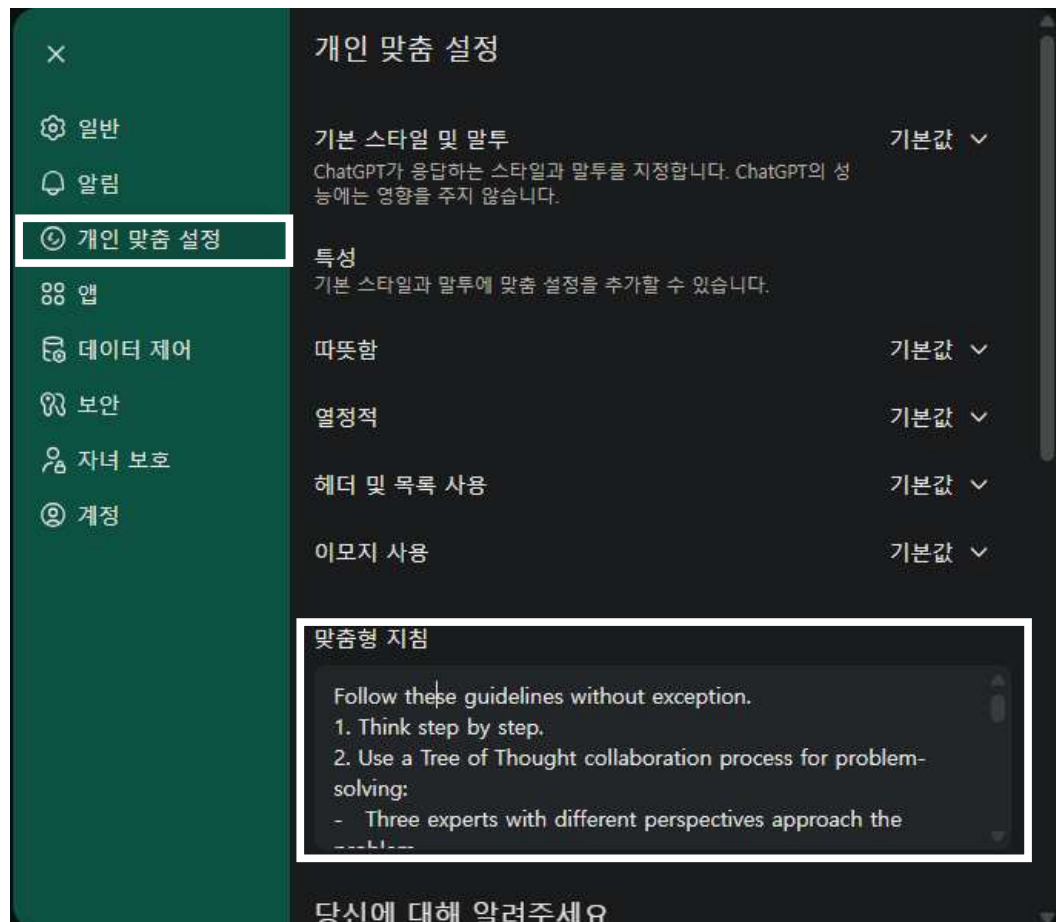 개인 맞춤 설정
일반
알림
개인 맞춤 설정
앱
데이터 제어
보안
자녀 보호
계정
기본 스타일 및 말투 기본값
ChatGPT가 응답하는 스타일과 말투를 지정합니다. ChatGPT의 성
능에는 영향을 주지 않습니다.
특성
기본 스타일과 말투에 맞춤 설정을 추가할 수 있습니다.
따뜻함 기본값
열정적 기본값
헤더 및 목록 사용 기본값
이모지 사용 기본값
맞춤형 지침
Follow these guidelines without exception.
1. Think step by step.
2. Use a Tree of Thought collaboration process for problem-
solving:
- Three experts with different perspectives approach the
당신에 대해 알려주세요